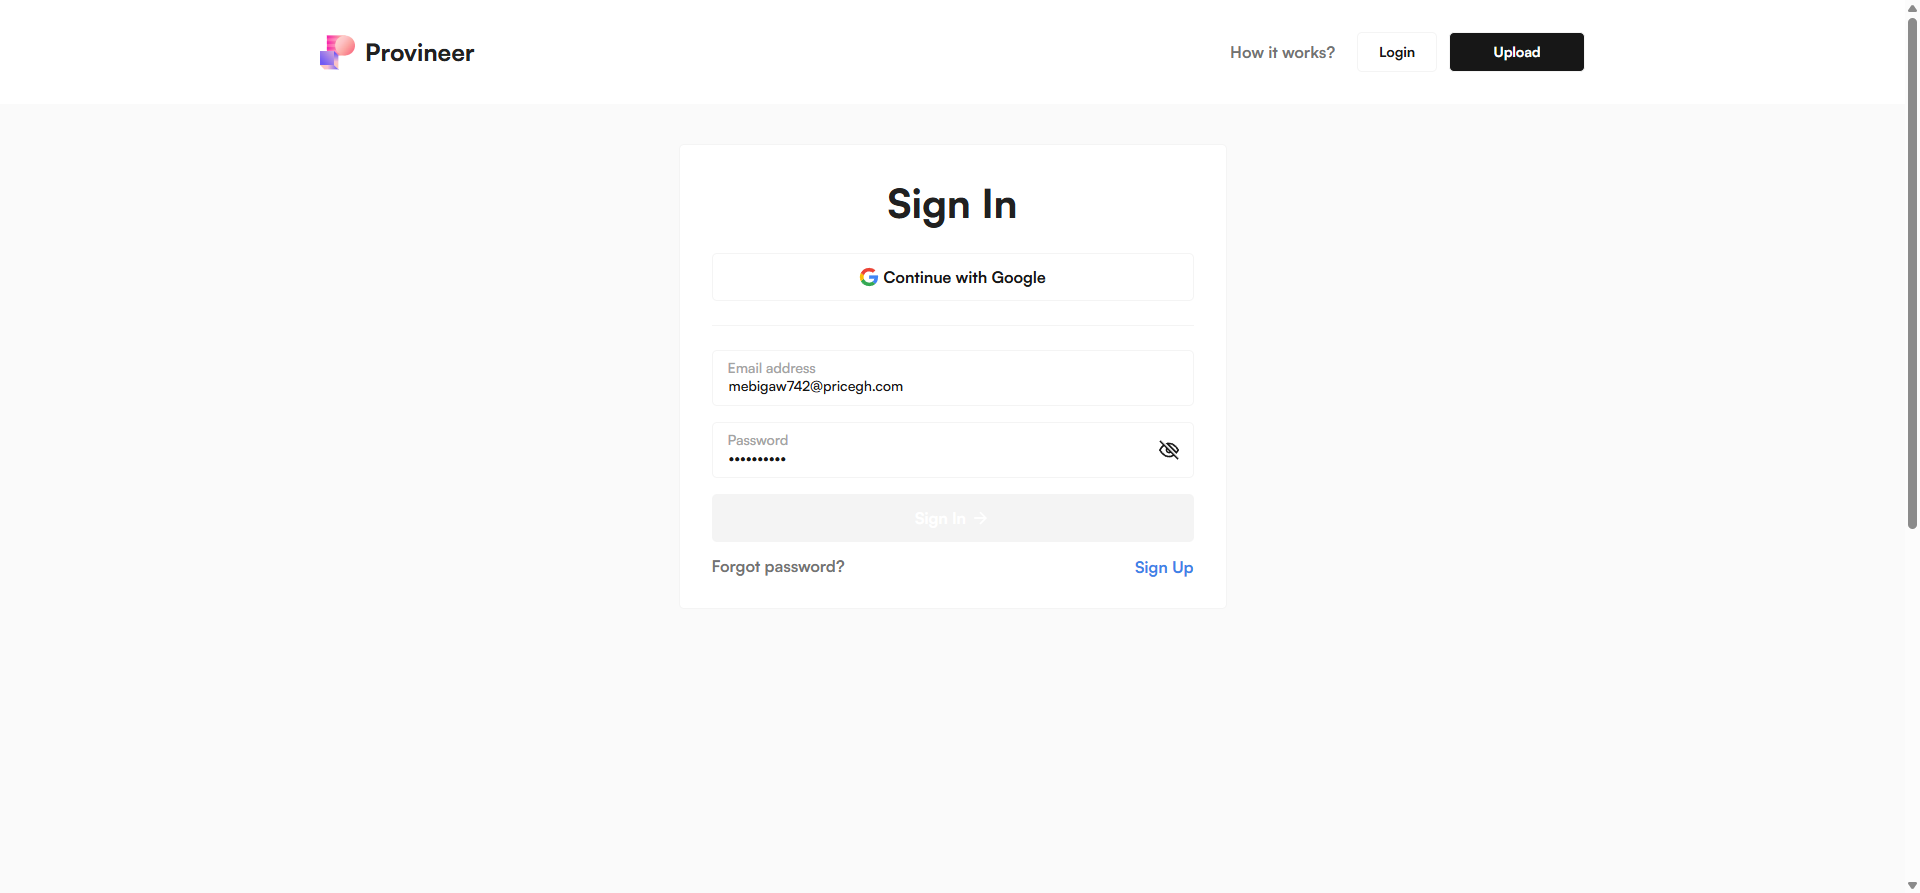 Provineer
How it works?
Login
Upload
Sign In
Continue with Google
Email address
mebigaw742@pricegh.com
Password
••••••••••
Sign In →
Forgot password?
Sign Up